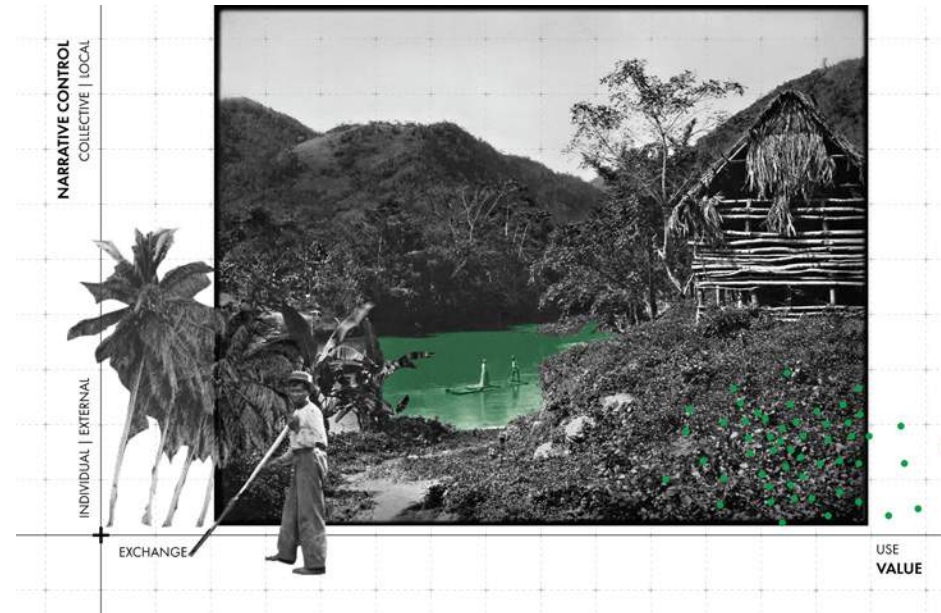 NARRATIVE CONTROL
COLLECTIVE | LOCAL
INDIVIDUAL | EXTERNAL
EXCHANGE
USE
VALUE